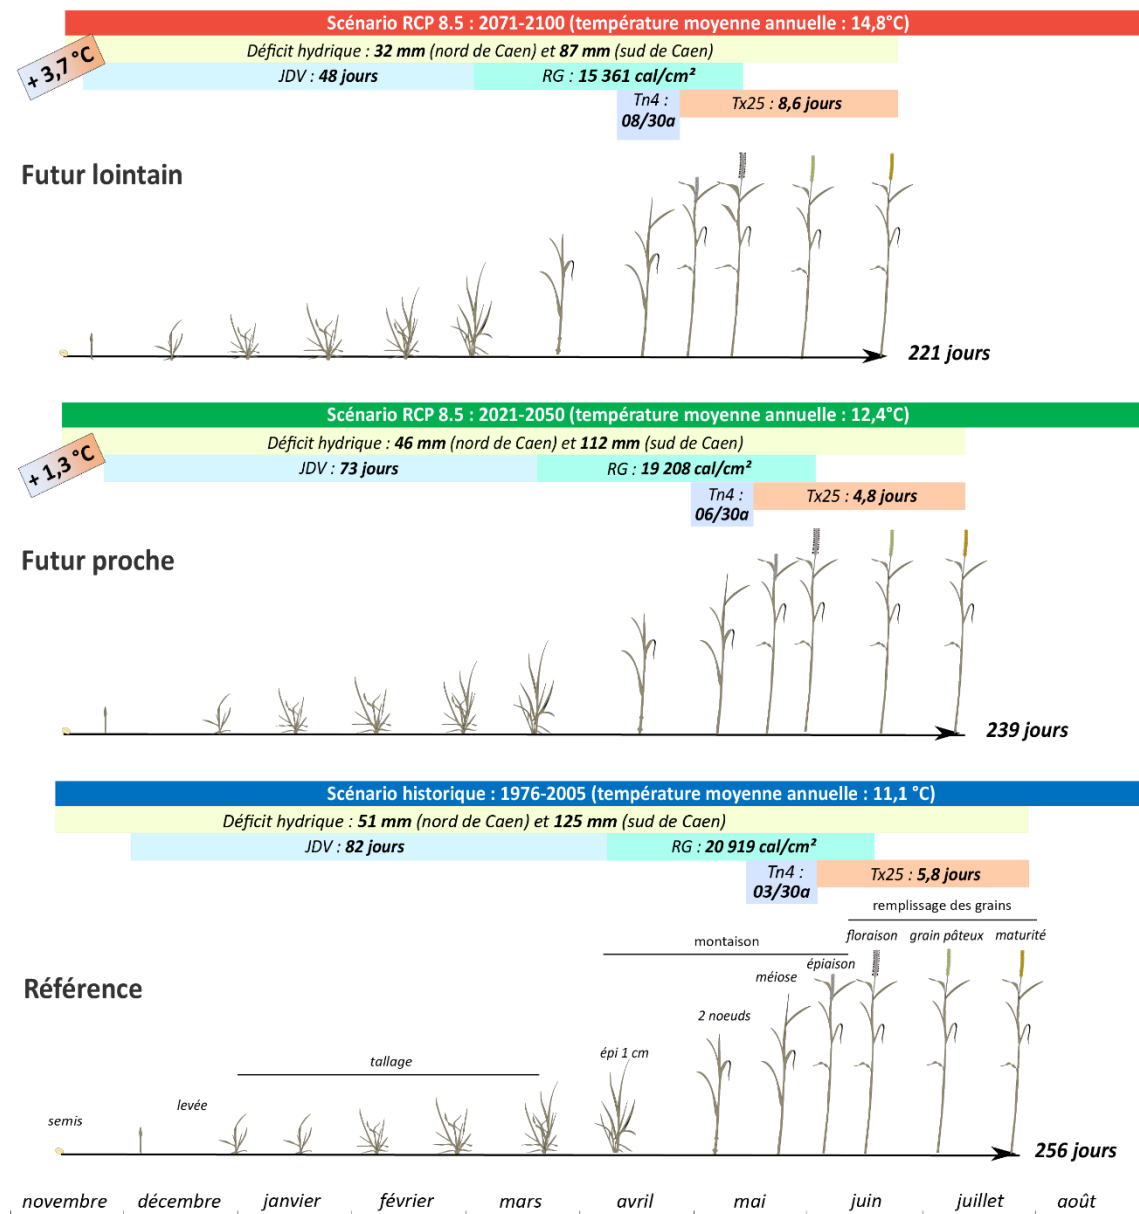 Scénario RCP 8.5 : 2071-2100 (température moyenne annuelle : 14,8°C)
Déficit hydrique : 32 mm (nord de Caen) et 87 mm (sud de Caen)
+ 3,7 °C
JDV : 48 jours
RG : 15 361 cal/cm²
Tn4 :
08/30a
Tx25 : 8,6 jours
Futur lointain
221 jours
Scénario RCP 8.5 : 2021-2050 (température moyenne annuelle : 12,4°C)
Déficit hydrique : 46 mm (nord de Caen) et 112 mm (sud de Caen)
+ 1,3 °C
JDV : 73 jours
RG : 19 208 cal/cm²
Tn4 :
06/30a
Tx25 : 4,8 jours
Futur proche
239 jours
Scénario historique : 1976-2005 (température moyenne annuelle : 11,1 °C)
Déficit hydrique : 51 mm (nord de Caen) et 125 mm (sud de Caen)
JDV : 82 jours
RG : 20 919 cal/cm²
Tn4 :
03/30a
Tx25 : 5,8 jours
remplissage des grains
montaison
floraison
grain pâteux
maturité
épiaison
méiose
Référence
2 noeuds
épi 1 cm
tallage
levée
semis
256 jours
novembre décembre janvier février mars avril mai juin juillet août